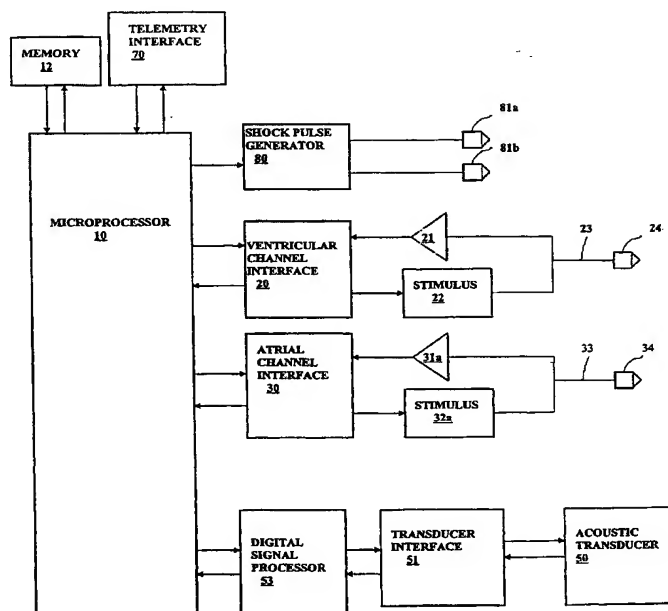 TELEMETRY
INTERFACE
70
MEMORY
12
81a
SHOCK PULSE
GENERATOR
80
81b
MICROPROCESSOR
10
VENTRICULAR
CHANNEL
INTERFACE
20
21
23
24
STIMULUS
22
ATRIAL
CHANNEL
INTERFACE
30
31a
33
34
STIMULUS
32a
DIGITAL
SIGNAL
PROCESSOR
53
TRANSDUCER
INTERFACE
51
ACOUSTIC
TRANSDUCER
50